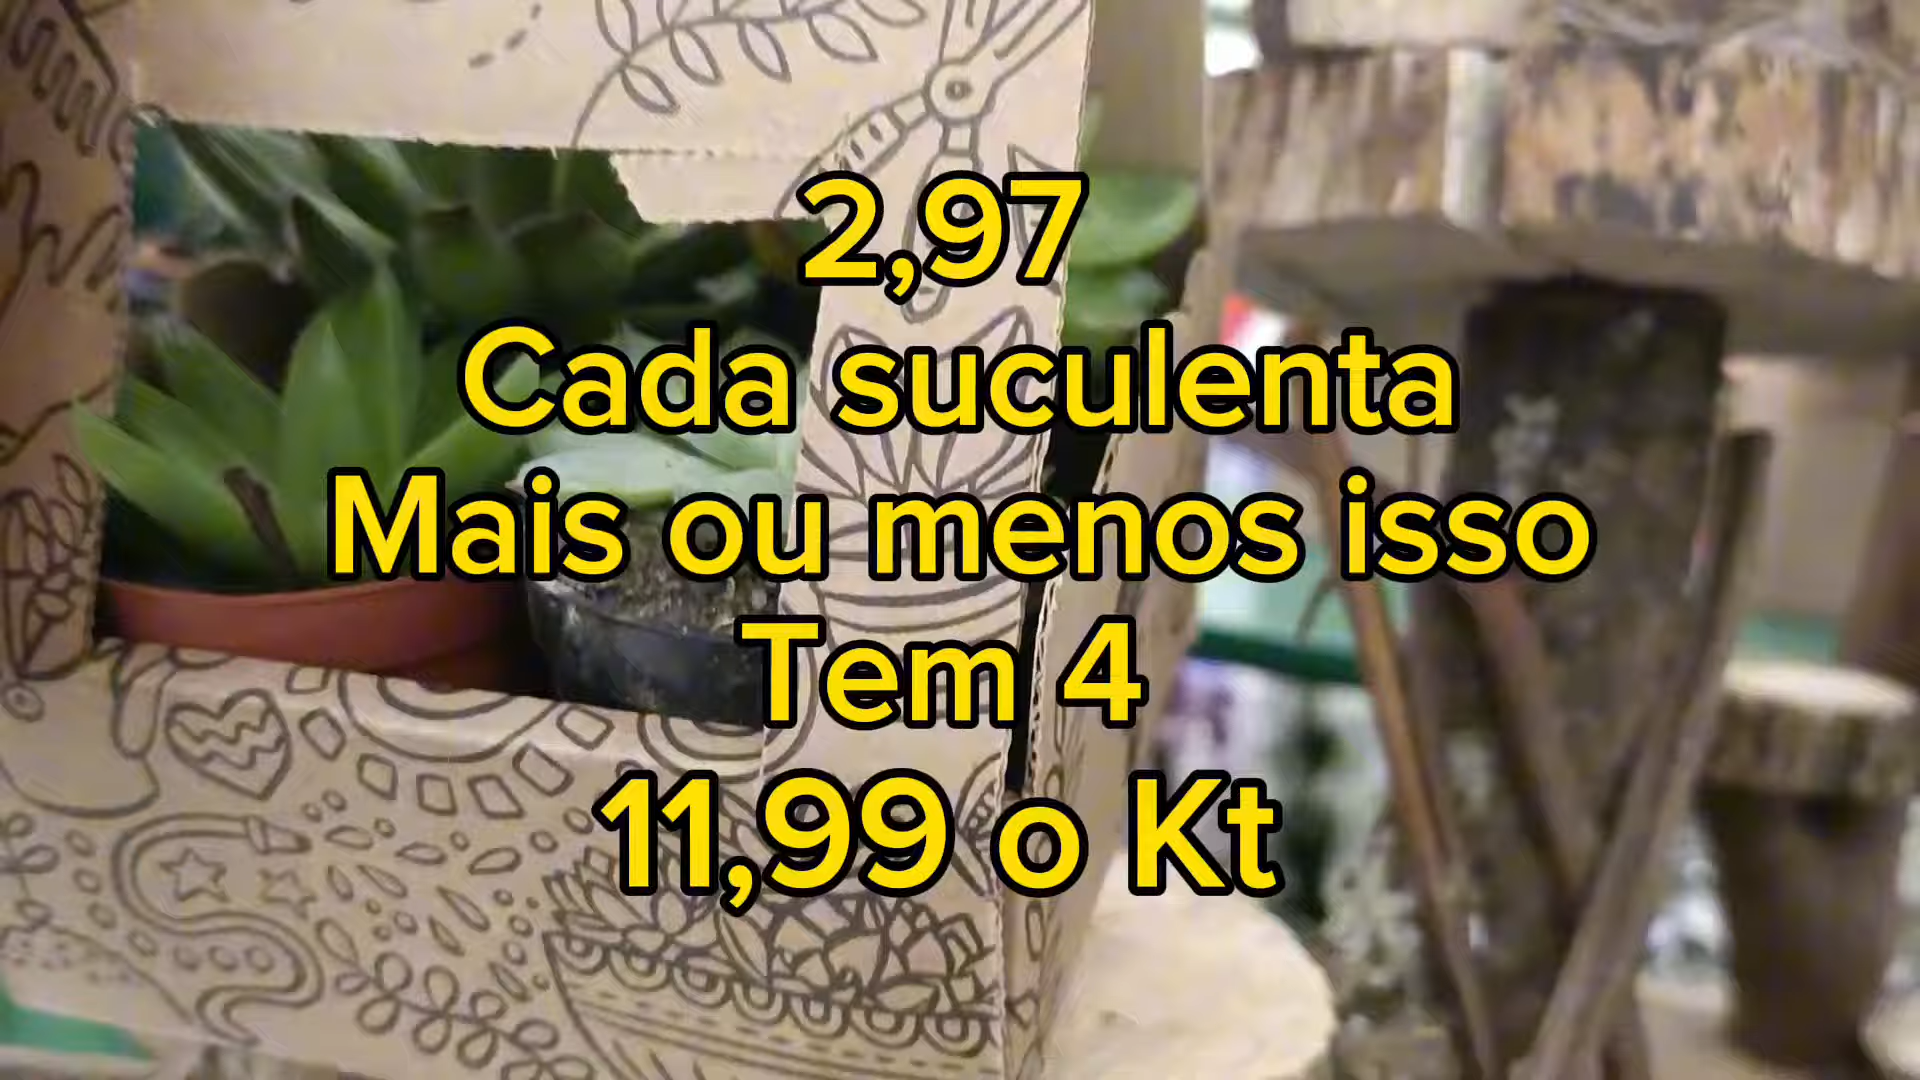 2,97
Cada suculenta
Mais ou menos isso
Tem 4
11,99 o Kt